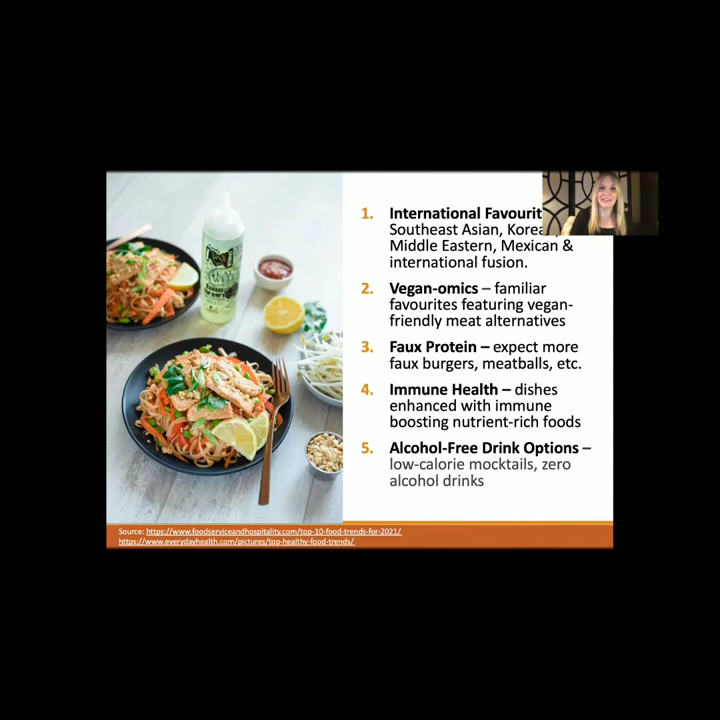 1. International Favourit
Southeast Asian, Korea
Middle Eastern, Mexican &
international fusion.
2. Vegan-omics – familiar
favourites featuring vegan-
friendly meat alternatives
3. Faux Protein – expect more
faux burgers, meatballs, etc.
4. Immune Health – dishes
enhanced with immune
boosting nutrient-rich foods
5. Alcohol-Free Drink Options –
low-calorie mocktails, zero
alcohol drinks
Source: https://www.foodserviceandhospitality.com/top-10-food-trends-for-2021/
https://www.everydayhealth.com/pictures/top-healthy-food-trends/